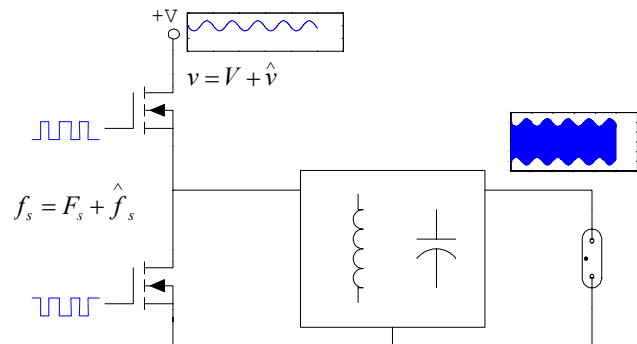 +V
v = V + v̂
f_s = F_s + f̂_s